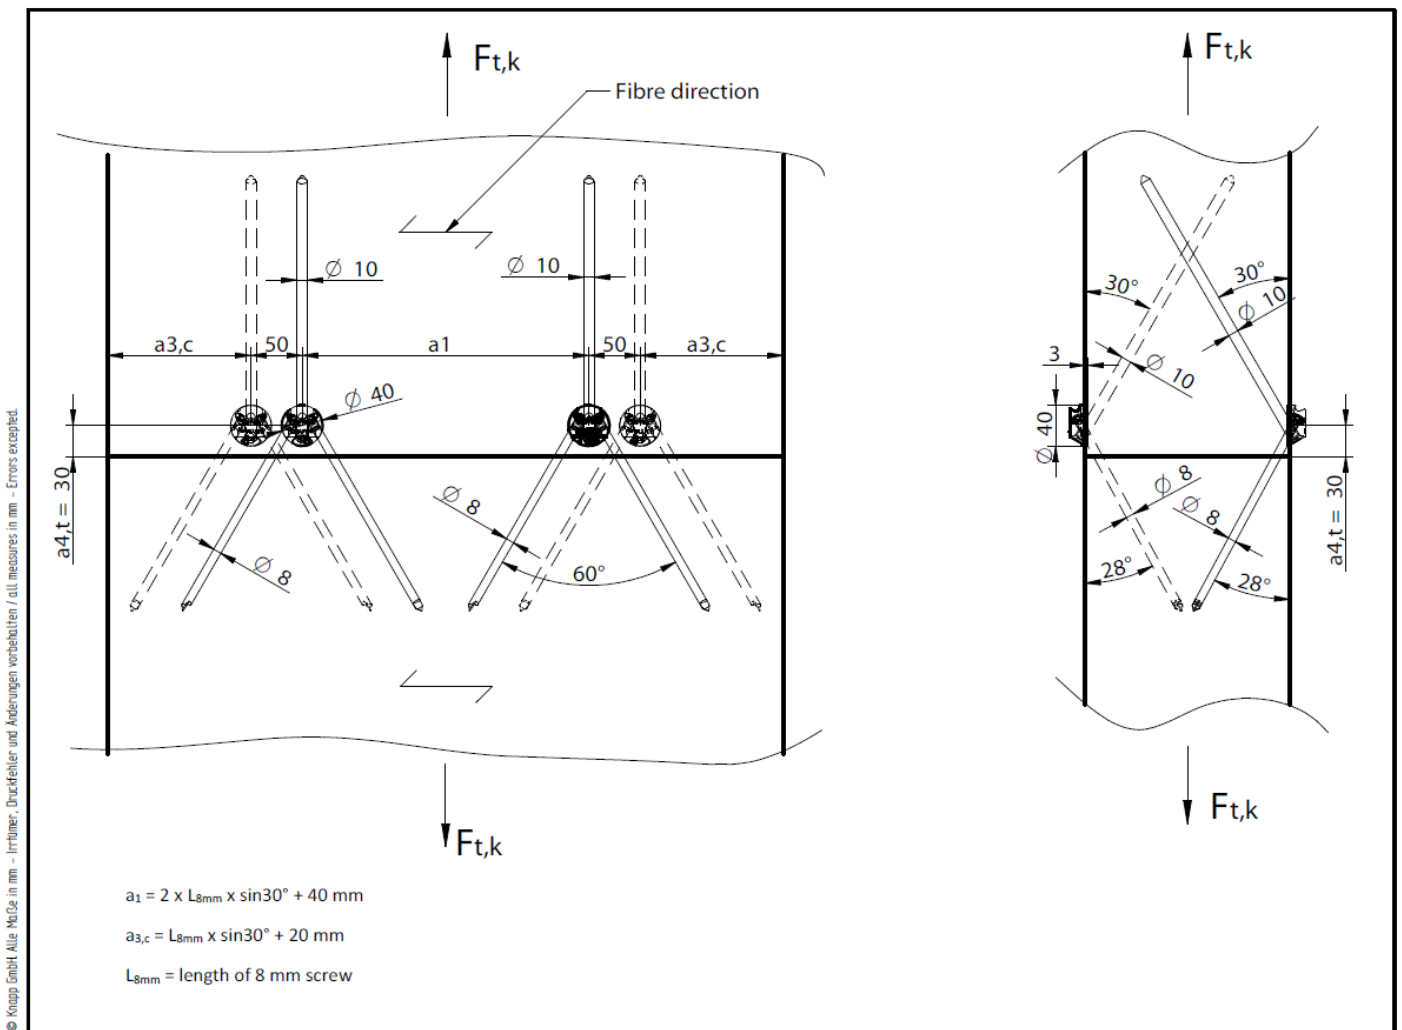 Ft,k
Ft,k
Fibre direction
Ø 10
Ø 10
30°
30°
Ø 10
a3,c
50
a1
50
a3,c
3
Ø 10
Ø 40
Ø 40
a4,t = 30
Ø 8
Ø 8
Ø 8
Ø 8
60°
28°
28°
a4,t = 30
Ft,k
Ft,k
a1 = 2 x L8mm x sin30° + 40 mm
a3,c = L8mm x sin30° + 20 mm
L8mm = length of 8 mm screw
© Knapp GmbH. Alle Maße in mm – Irrtümer, Druckfehler und Änderungen vorbehalten / all measures in mm – Errors excepted.